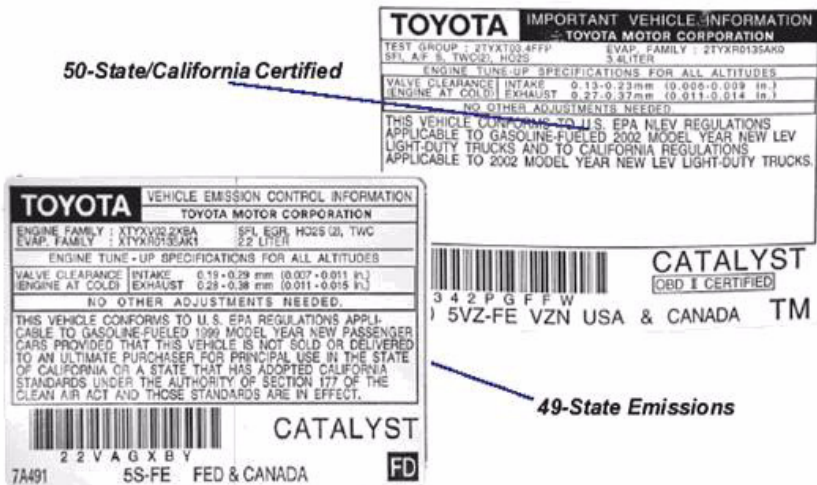 50-State/California Certified
TOYOTA IMPORTANT VEHICLE INFORMATION
TOYOTA MOTOR CORPORATION
TEST GROUP : 2TYXT03.4FFP EVAP. FAMILY : 2TYXR0135AK0
SFI, A/F S, TWC(2), HO2S 3.4LITER
ENGINE TUNE-UP SPECIFICATIONS FOR ALL ALTITUDES
VALVE CLEARANCE INTAKE 0.13-0.23mm (0.006-0.009 in.)
(ENGINE AT COLD) EXHAUST 0.27-0.37mm (0.011-0.014 in.)
NO OTHER ADJUSTMENTS NEEDED
THIS VEHICLE CONFORMS TO U.S. EPA NLEV REGULATIONS
APPLICABLE TO GASOLINE-FUELED 2002 MODEL YEAR NEW LEV
LIGHT-DUTY TRUCKS AND TO CALIFORNIA REGULATIONS
APPLICABLE TO 2002 MODEL YEAR NEW LEV LIGHT-DUTY TRUCKS.
CATALYST
OBD II CERTIFIED
342PGFFW
5VZ-FE VZN USA & CANADA TM
TOYOTA VEHICLE EMISSION CONTROL INFORMATION
TOYOTA MOTOR CORPORATION
ENGINE FAMILY : XTYXV02.2XBA SFI, EGR, HO2S (2), TWC
EVAP. FAMILY : XTYXR0135AK1 2.2 LITER
ENGINE TUNE-UP SPECIFICATIONS FOR ALL ALTITUDES
VALVE CLEARANCE INTAKE 0.19-0.29 mm (0.007-0.011 in.)
(ENGINE AT COLD) EXHAUST 0.28-0.38 mm (0.011-0.015 in.)
NO OTHER ADJUSTMENTS NEEDED.
THIS VEHICLE CONFORMS TO U.S. EPA REGULATIONS APPLI-
CABLE TO GASOLINE-FUELED 1999 MODEL YEAR NEW PASSENGER
CARS PROVIDED THAT THIS VEHICLE IS NOT SOLD OR DELIVERED
TO AN ULTIMATE PURCHASER FOR PRINCIPAL USE IN THE STATE
OF CALIFORNIA OR A STATE THAT HAS ADOPTED CALIFORNIA
STANDARDS UNDER THE AUTHORITY OF SECTION 177 OF THE
CLEAN AIR ACT AND THOSE STANDARDS ARE IN EFFECT.
CATALYST
22VAGXBY
7A491 5S-FE FED & CANADA FD
49-State Emissions